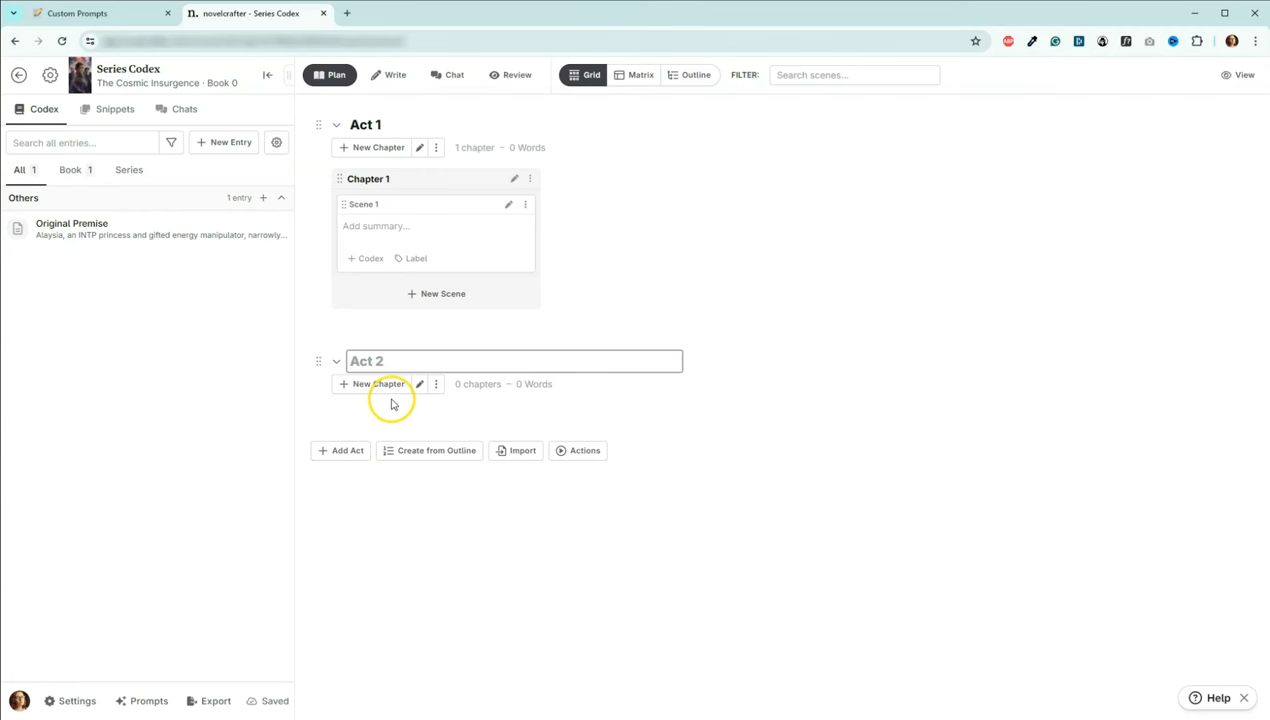 Custom Prompts
novelcrafter - Series Codex
Series Codex
The Cosmic Insurgence · Book 0
Plan
Write
Chat
Review
Grid
Matrix
Outline
FILTER:
Search scenes...
View
Codex
Snippets
Chats
Search all entries...
New Entry
All 1
Book 1
Series
Others
1 entry
Original Premise
Alaysia, an INTP princess and gifted energy manipulator, narrowly...
Act 1
New Chapter
1 chapter – 0 Words
Chapter 1
Scene 1
Add summary...
Codex
Label
New Scene
Act 2
New Chapter
0 chapters – 0 Words
Add Act
Create from Outline
Import
Actions
Settings
Prompts
Export
Saved
Help